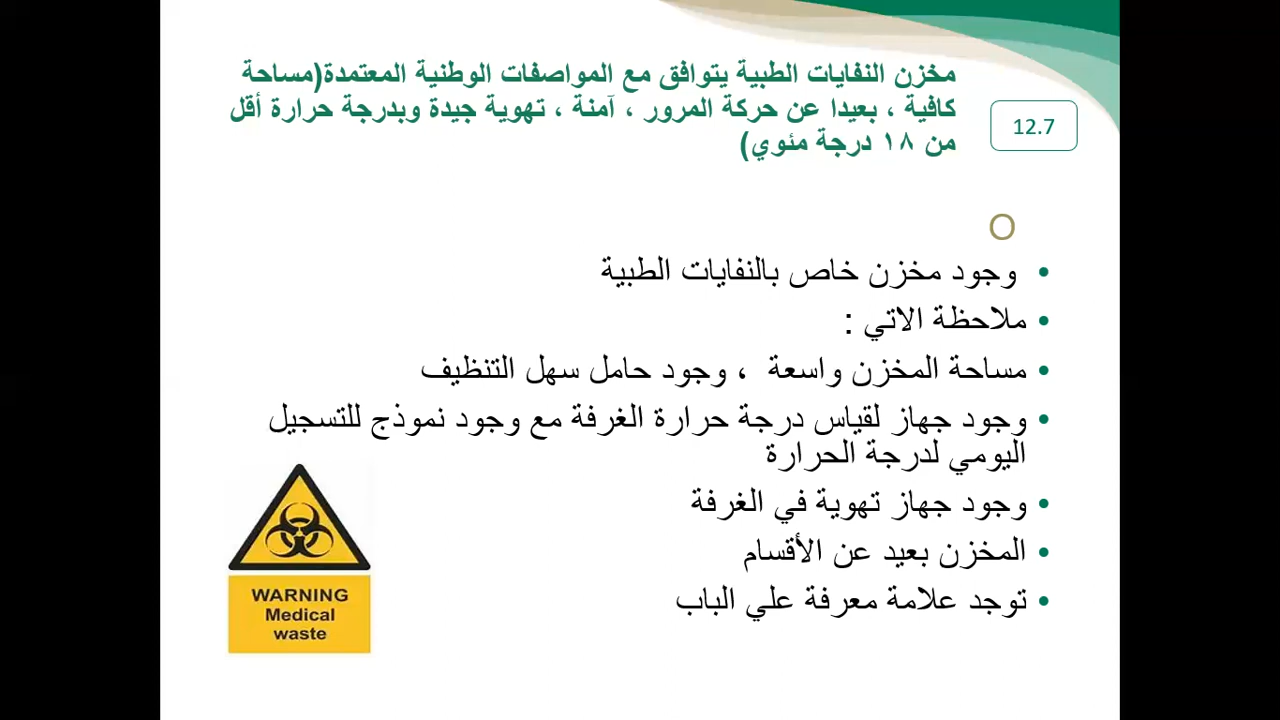 مخزن النفايات الطبية يتوافق مع المواصفات الوطنية المعتمدة(مساحة
كافية ، بعيدا عن حركة المرور ، آمنة ، تهوية جيدة وبدرجة حرارة أقل
من ١٨ درجة مئوي)
12.7
• وجود مخزن خاص بالنفايات الطبية
• ملاحظة الاتي :
• مساحة المخزن واسعة ، وجود حامل سهل التنظيف
• وجود جهاز لقياس درجة حرارة الغرفة مع وجود نموذج للتسجيل
اليومي لدرجة الحرارة
• وجود جهاز تهوية في الغرفة
• المخزن بعيد عن الأقسام
• توجد علامة معرفة علي الباب
WARNING
Medical
waste